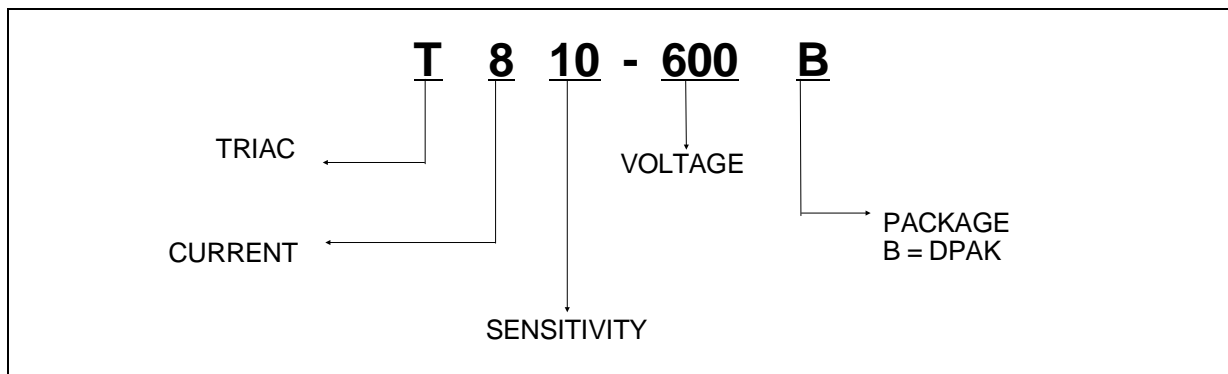 T 8 10 - 600 B
TRIAC
VOLTAGE
PACKAGE
B = DPAK
CURRENT
SENSITIVITY